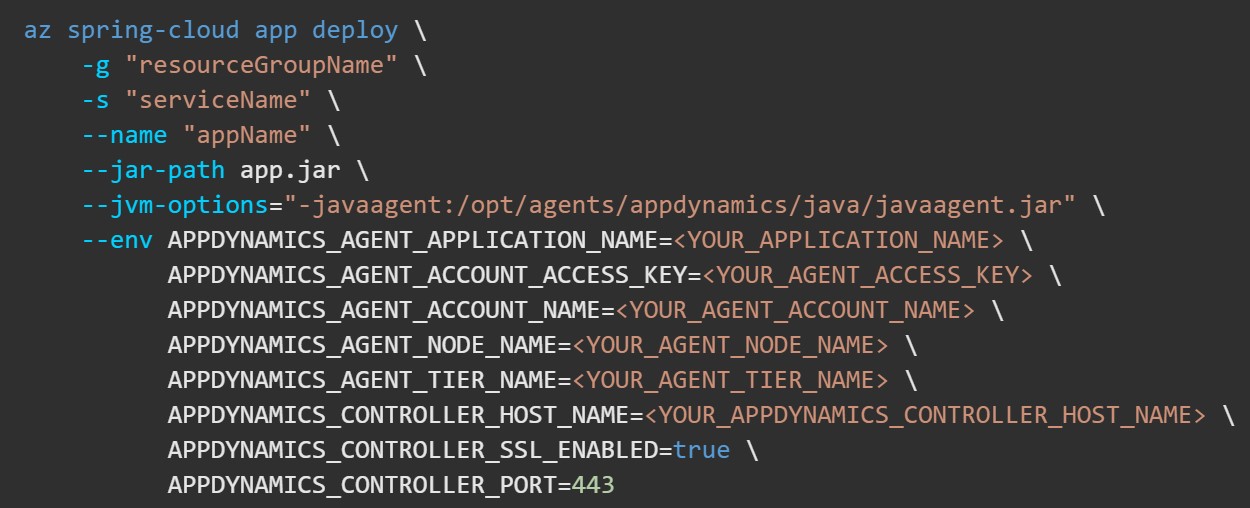 az spring-cloud app deploy \
-g "resourceGroupName" \
-s "serviceName" \
--name "appName" \
--jar-path app.jar \
--jvm-options="-javaagent:/opt/agents/appdynamics/java/javaagent.jar" \
--env APPDYNAMICS_AGENT_APPLICATION_NAME=<YOUR_APPLICATION_NAME> \
APPDYNAMICS_AGENT_ACCOUNT_ACCESS_KEY=<YOUR_AGENT_ACCESS_KEY> \
APPDYNAMICS_AGENT_ACCOUNT_NAME=<YOUR_AGENT_ACCOUNT_NAME> \
APPDYNAMICS_AGENT_NODE_NAME=<YOUR_AGENT_NODE_NAME> \
APPDYNAMICS_AGENT_TIER_NAME=<YOUR_AGENT_TIER_NAME> \
APPDYNAMICS_CONTROLLER_HOST_NAME=<YOUR_APPDYNAMICS_CONTROLLER_HOST_NAME> \
APPDYNAMICS_CONTROLLER_SSL_ENABLED=true \
APPDYNAMICS_CONTROLLER_PORT=443